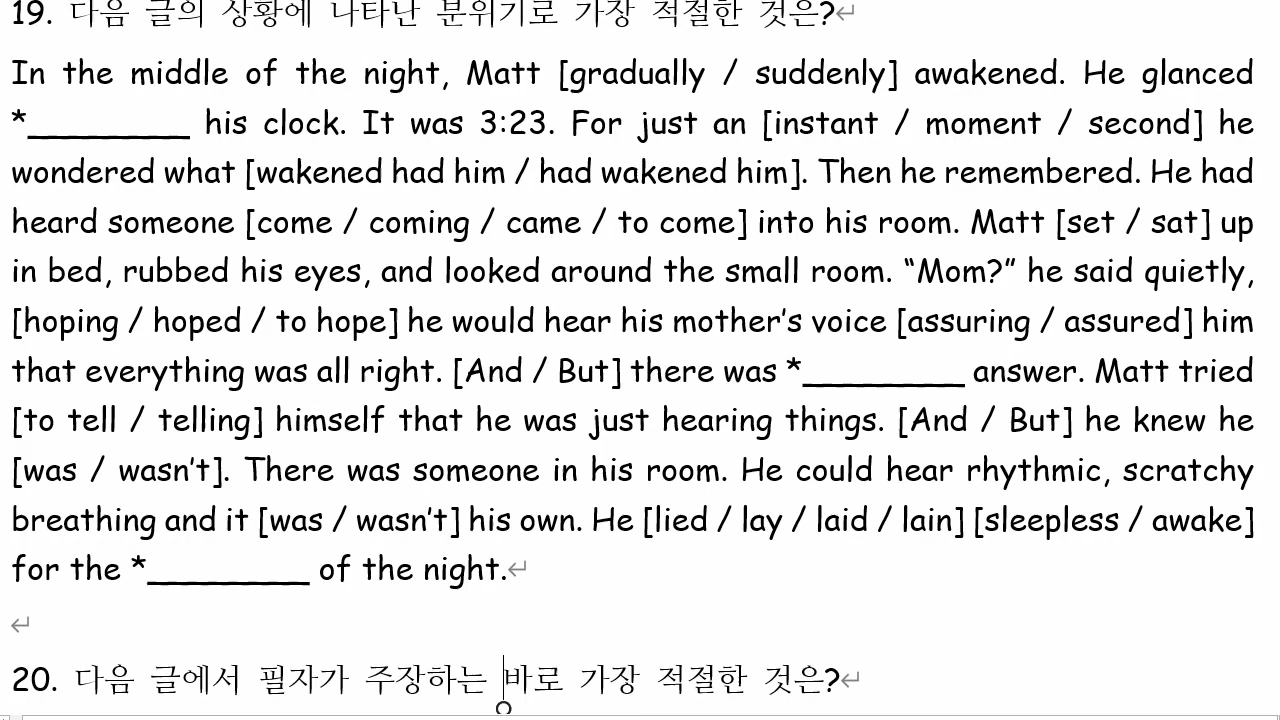 19. 다음 글의 상황에 나타난 분위기로 가장 적절한 것은?↵
In the middle of the night, Matt [gradually / suddenly] awakened. He glanced
*__________ his clock. It was 3:23. For just an [instant / moment / second] he
wondered what [wakened had him / had wakened him]. Then he remembered. He had
heard someone [come / coming / came / to come] into his room. Matt [set / sat] up
in bed, rubbed his eyes, and looked around the small room. “Mom?” he said quietly,
[hoping / hoped / to hope] he would hear his mother’s voice [assuring / assured] him
that everything was all right. [And / But] there was *__________ answer. Matt tried
[to tell / telling] himself that he was just hearing things. [And / But] he knew he
[was / wasn’t]. There was someone in his room. He could hear rhythmic, scratchy
breathing and it [was / wasn’t] his own. He [lied / lay / laid / lain] [sleepless / awake]
for the *__________ of the night.↵
↵
20. 다음 글에서 필자가 주장하는 바로 가장 적절한 것은?↵